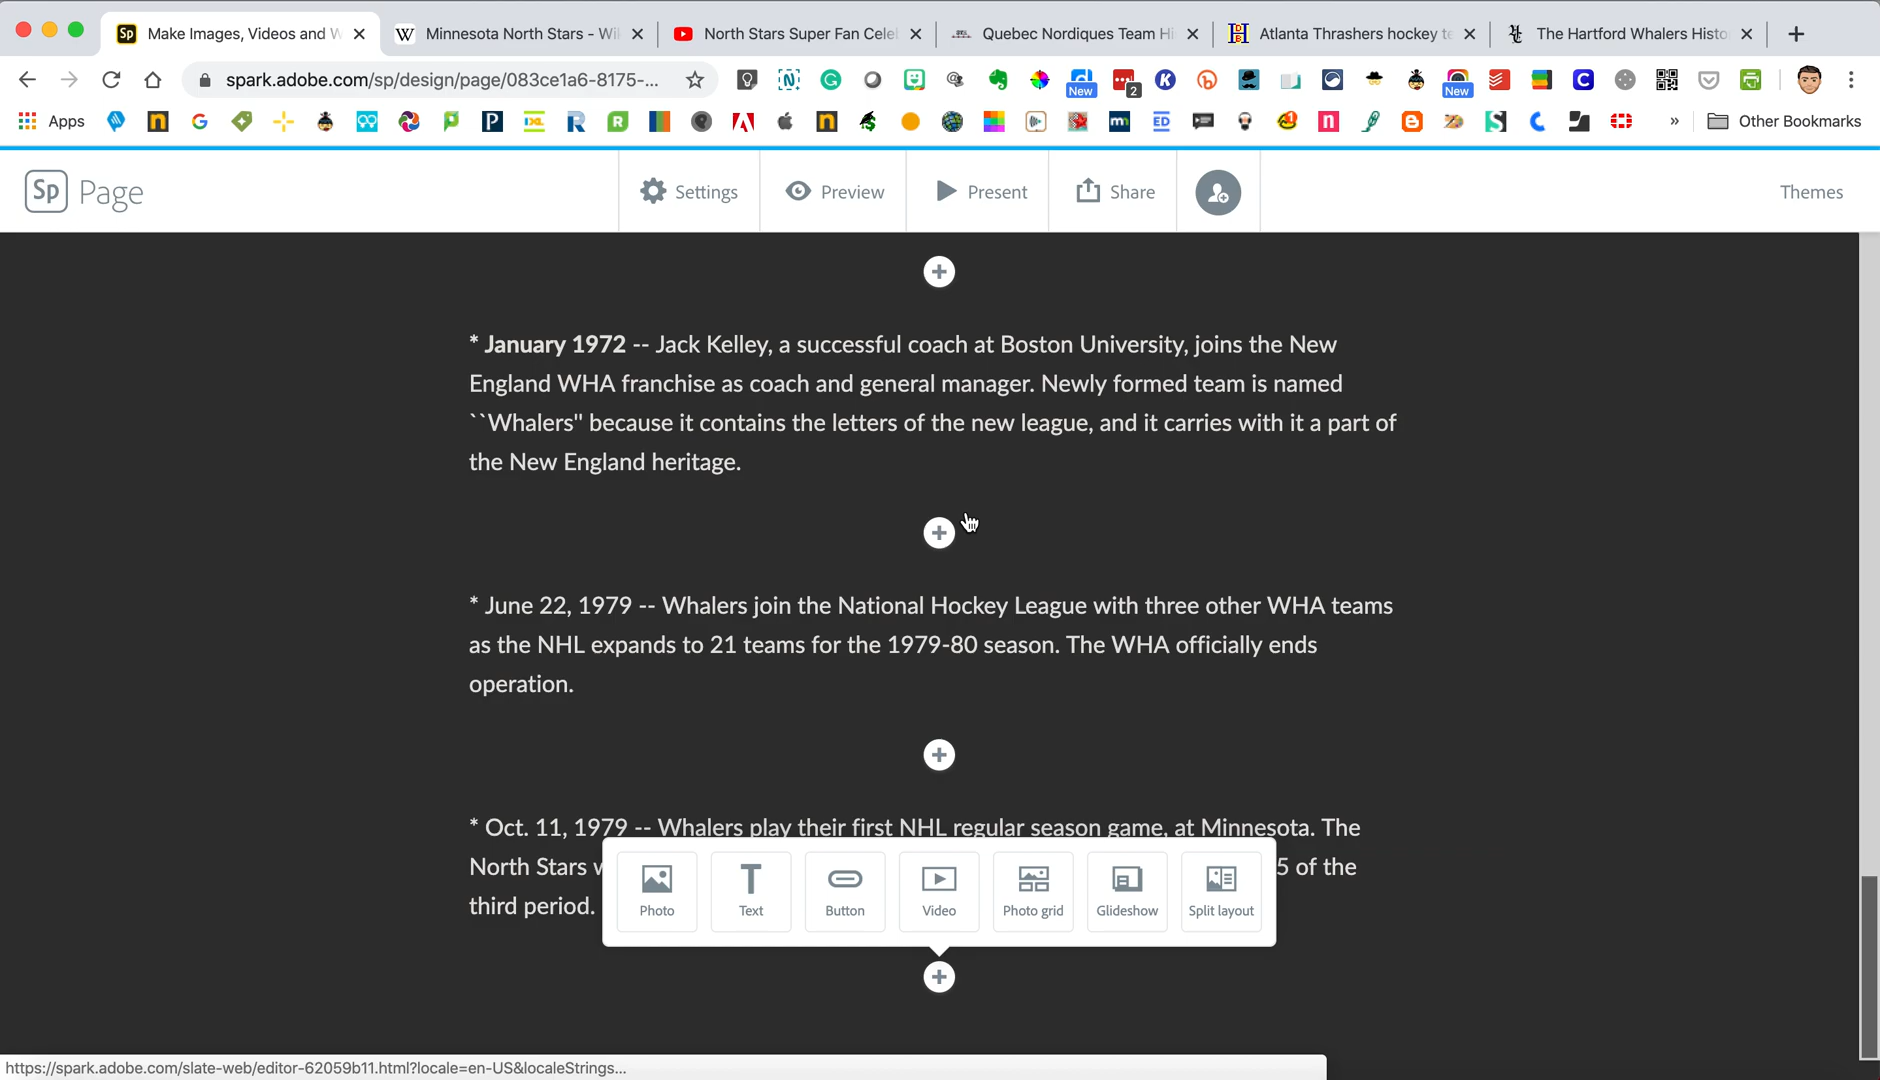 Sp Make Images, Videos and W
W Minnesota North Stars - Wi
North Stars Super Fan Cele
Quebec Nordiques Team Hi
Atlanta Thrashers hockey te
The Hartford Whalers Histo
spark.adobe.com/sp/design/page/083ce1a6-8175-...
New
2
New
Apps
»
Other Bookmarks
Sp Page
Settings
Preview
Present
Share
Themes
* January 1972 -- Jack Kelley, a successful coach at Boston University, joins the New
England WHA franchise as coach and general manager. Newly formed team is named
``Whalers" because it contains the letters of the new league, and it carries with it a part of
the New England heritage.
* June 22, 1979 -- Whalers join the National Hockey League with three other WHA teams
as the NHL expands to 21 teams for the 1979-80 season. The WHA officially ends
operation.
* Oct. 11, 1979 -- Whalers play their first NHL regular season game, at Minnesota. The
North Stars w 5 of the
third period.
Photo
Text
Button
Video
Photo grid
Glideshow
Split layout
https://spark.adobe.com/slate-web/editor-62059b11.html?locale=en-US&localeStrings...